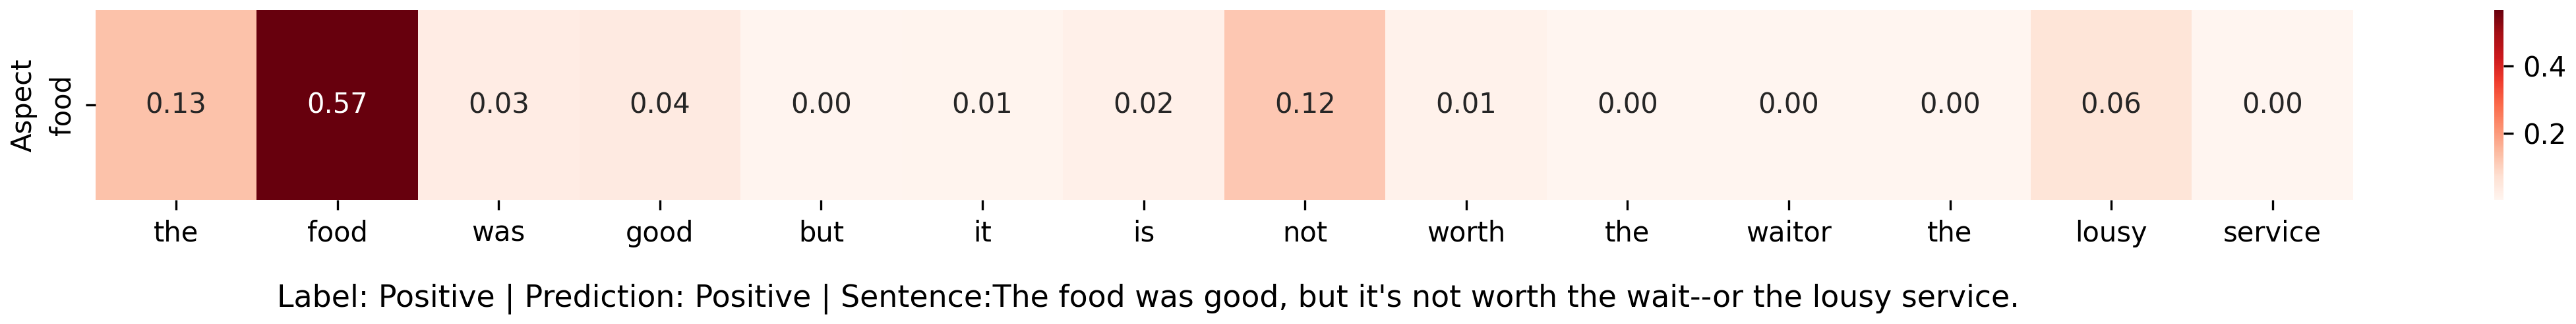 Aspect
food
0.13 0.57 0.03 0.04 0.00 0.01 0.02 0.12 0.01 0.00 0.00 0.00 0.06 0.00
the food was good but it is not worth the waitor the lousy service
0.4
0.2
Label: Positive | Prediction: Positive | Sentence:The food was good, but it's not worth the wait--or the lousy service.